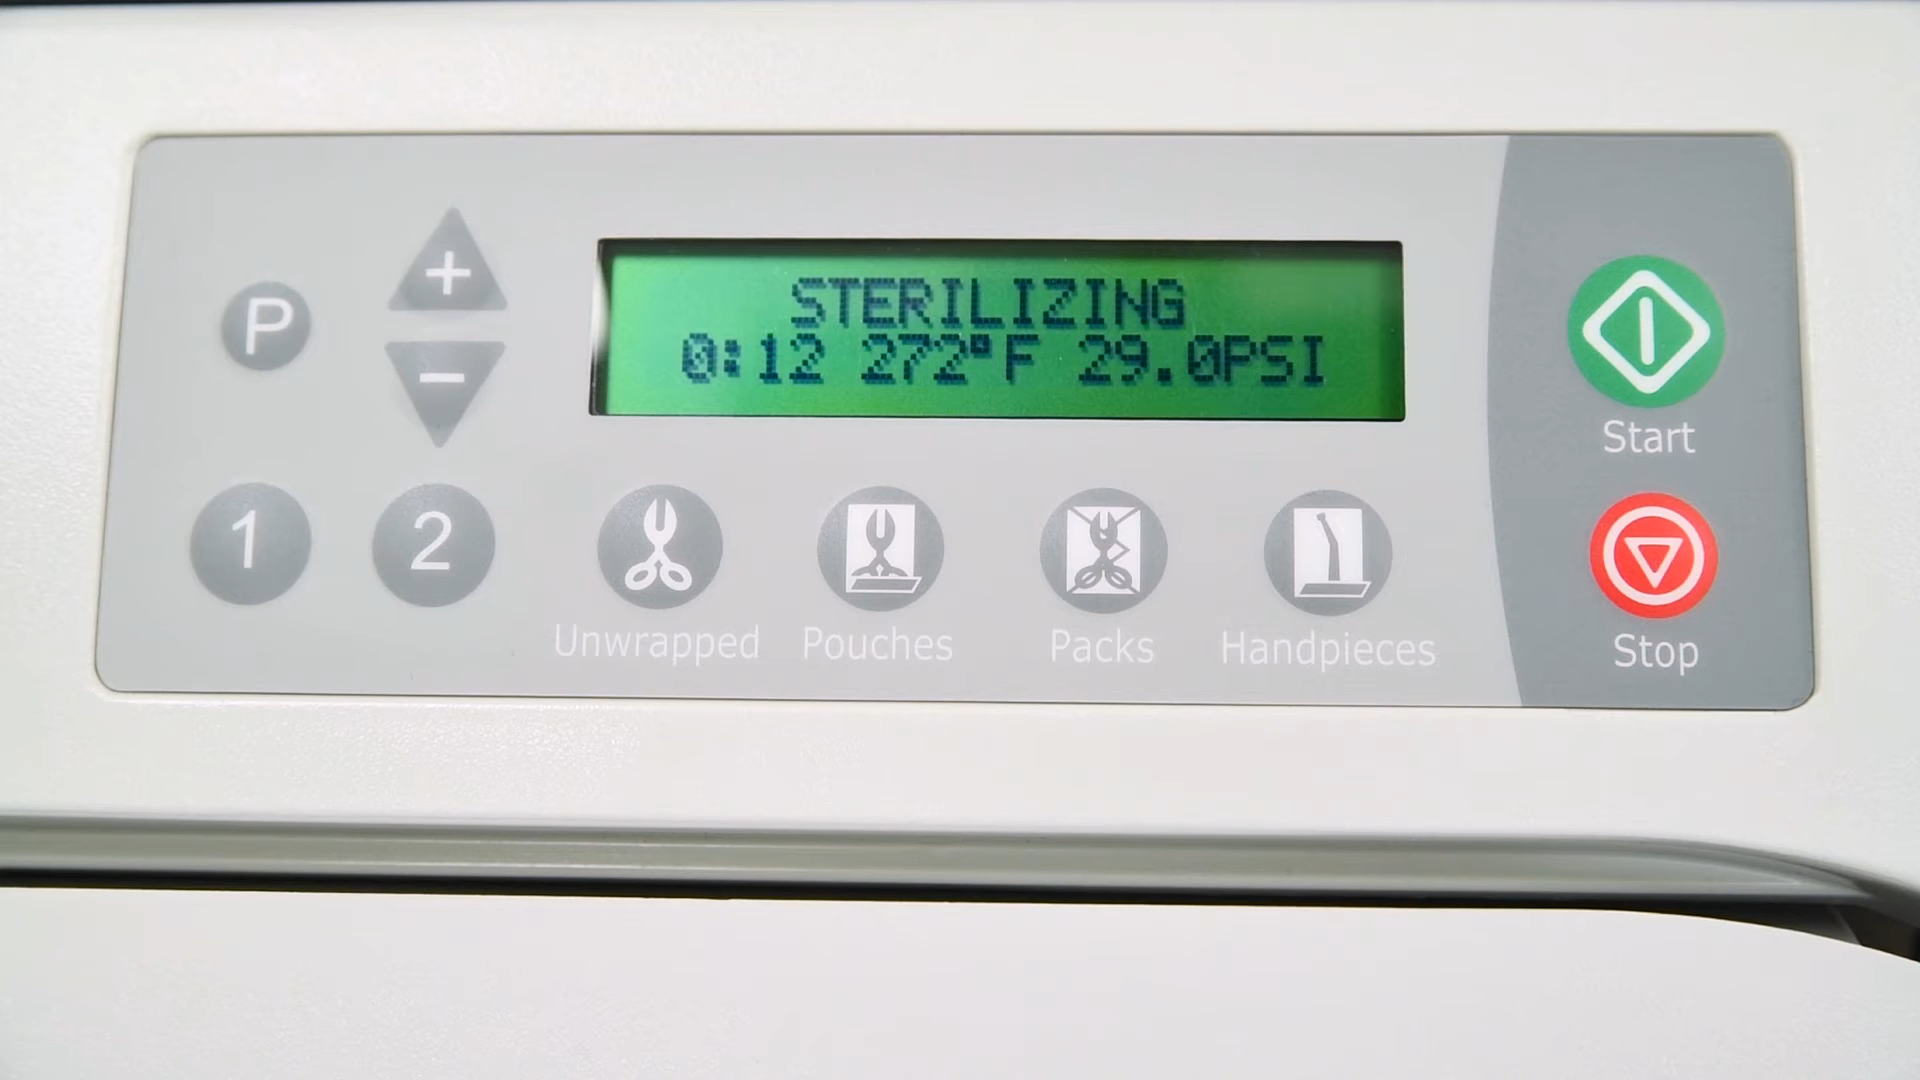 STERILIZING
0:12 272°F 29.0PSI
P
+
−
1
2
Unwrapped
Pouches
Packs
Handpieces
Start
Stop